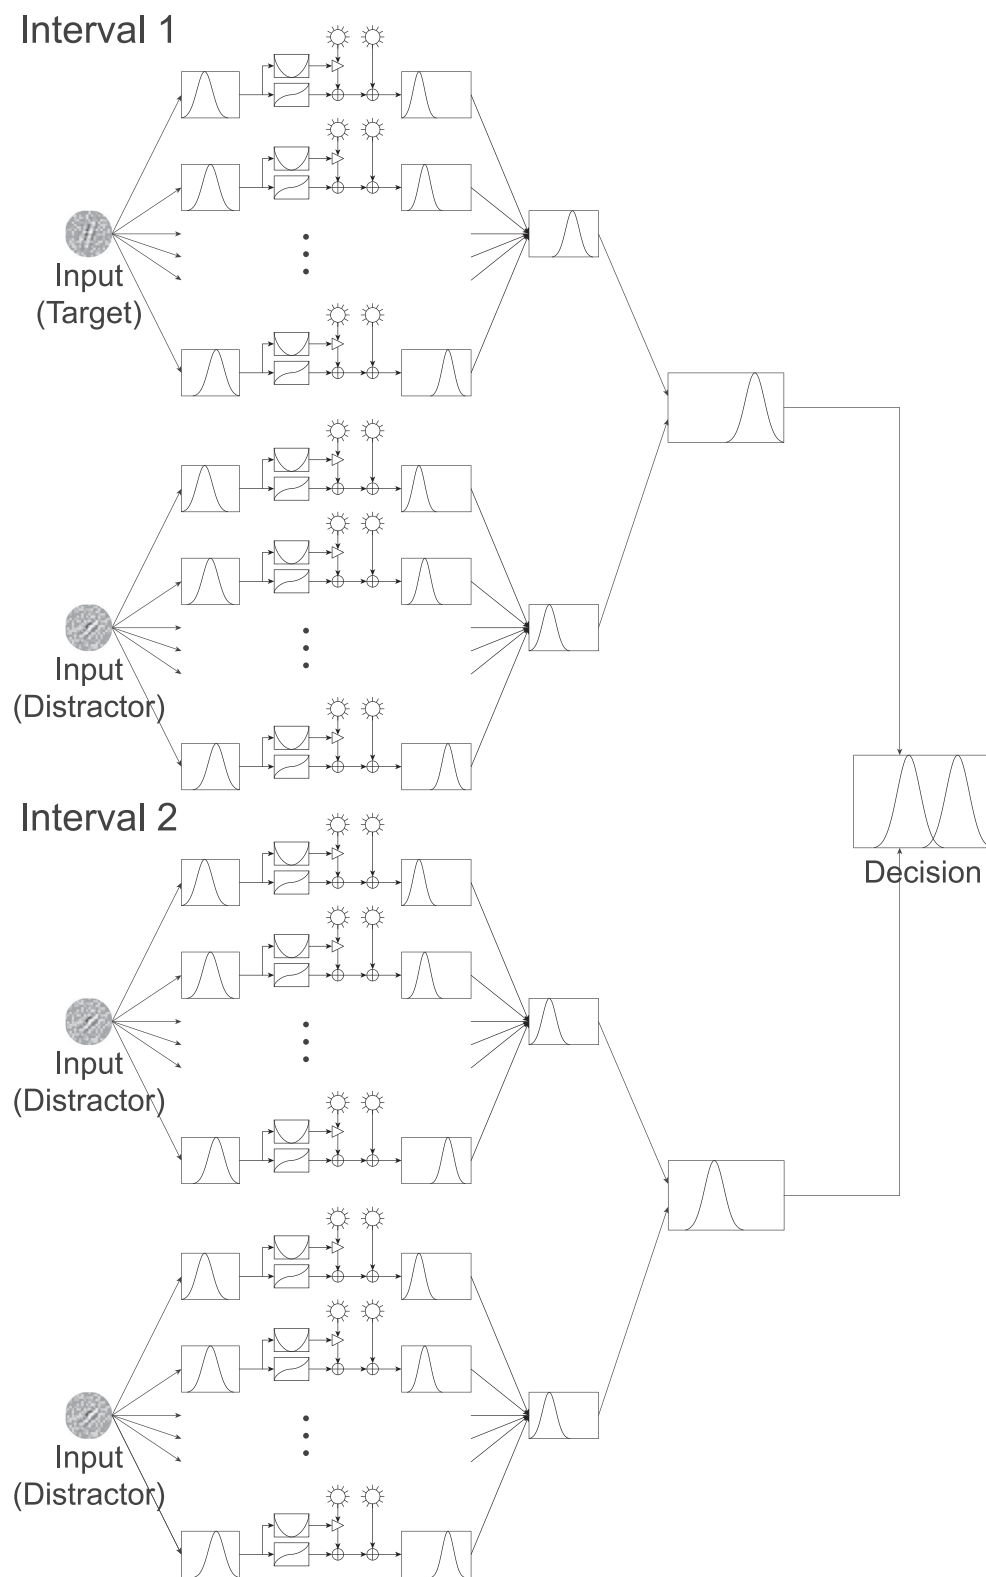 Interval 1
Input
(Target)
Input
(Distractor)
Interval 2
Decision
Input
(Distractor)
Input
(Distractor)